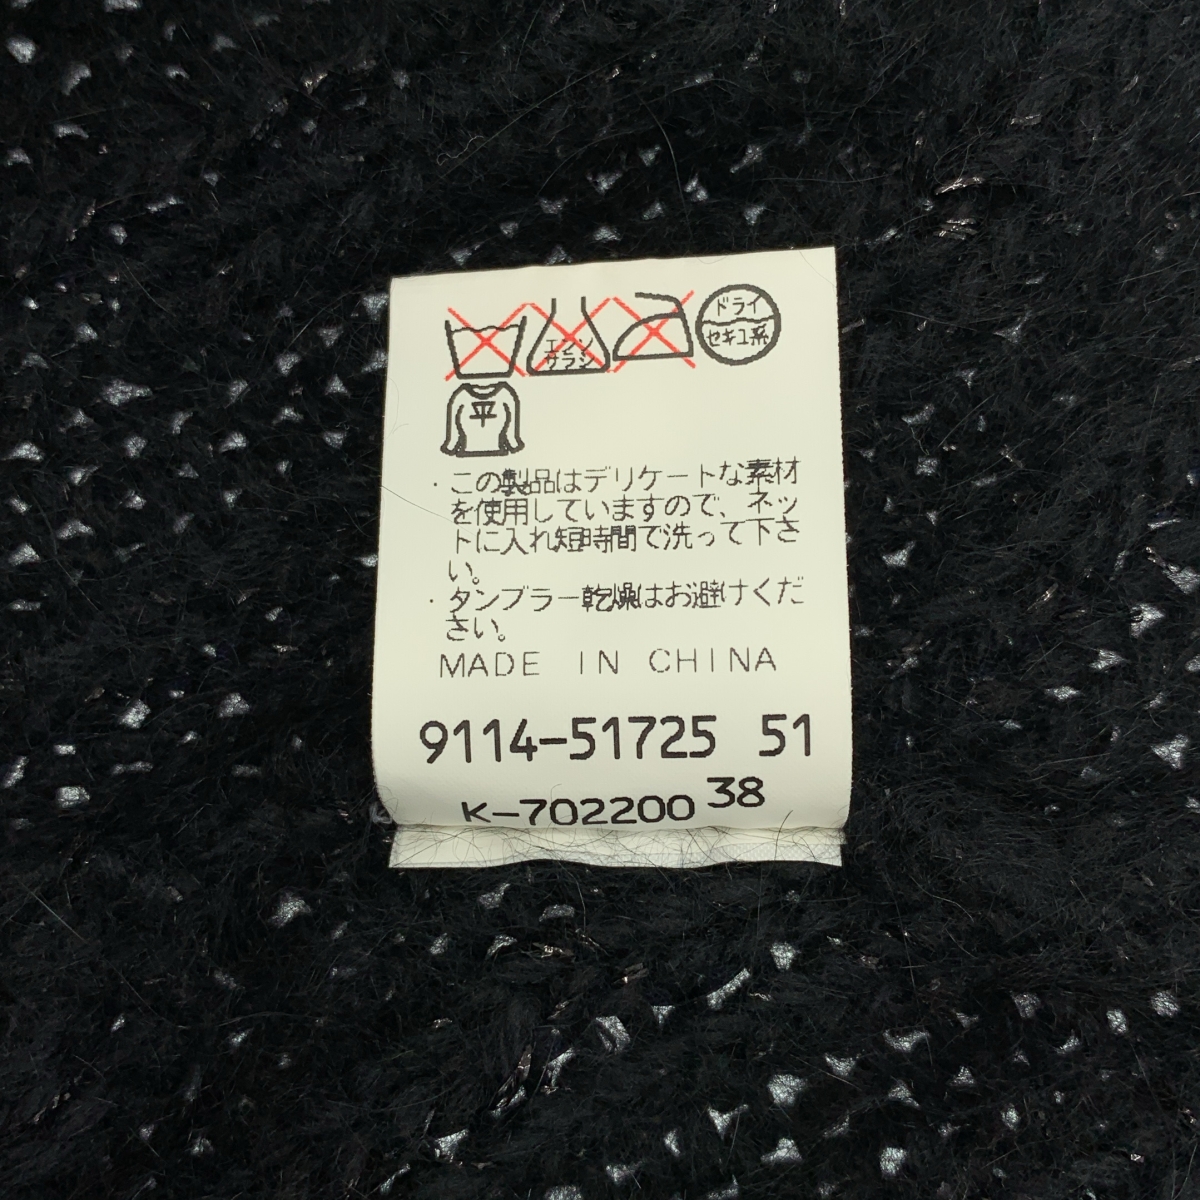 エンソ
サラシ
ドライ
セキユ系
平
・この製品はデリケートな素材
を使用していますので、ネッ
トに入れ短時間で洗って下さ
い。
・タンブラー乾燥はお避けくだ
さい。
MADE IN CHINA
9114-51725 51
K-702200 38